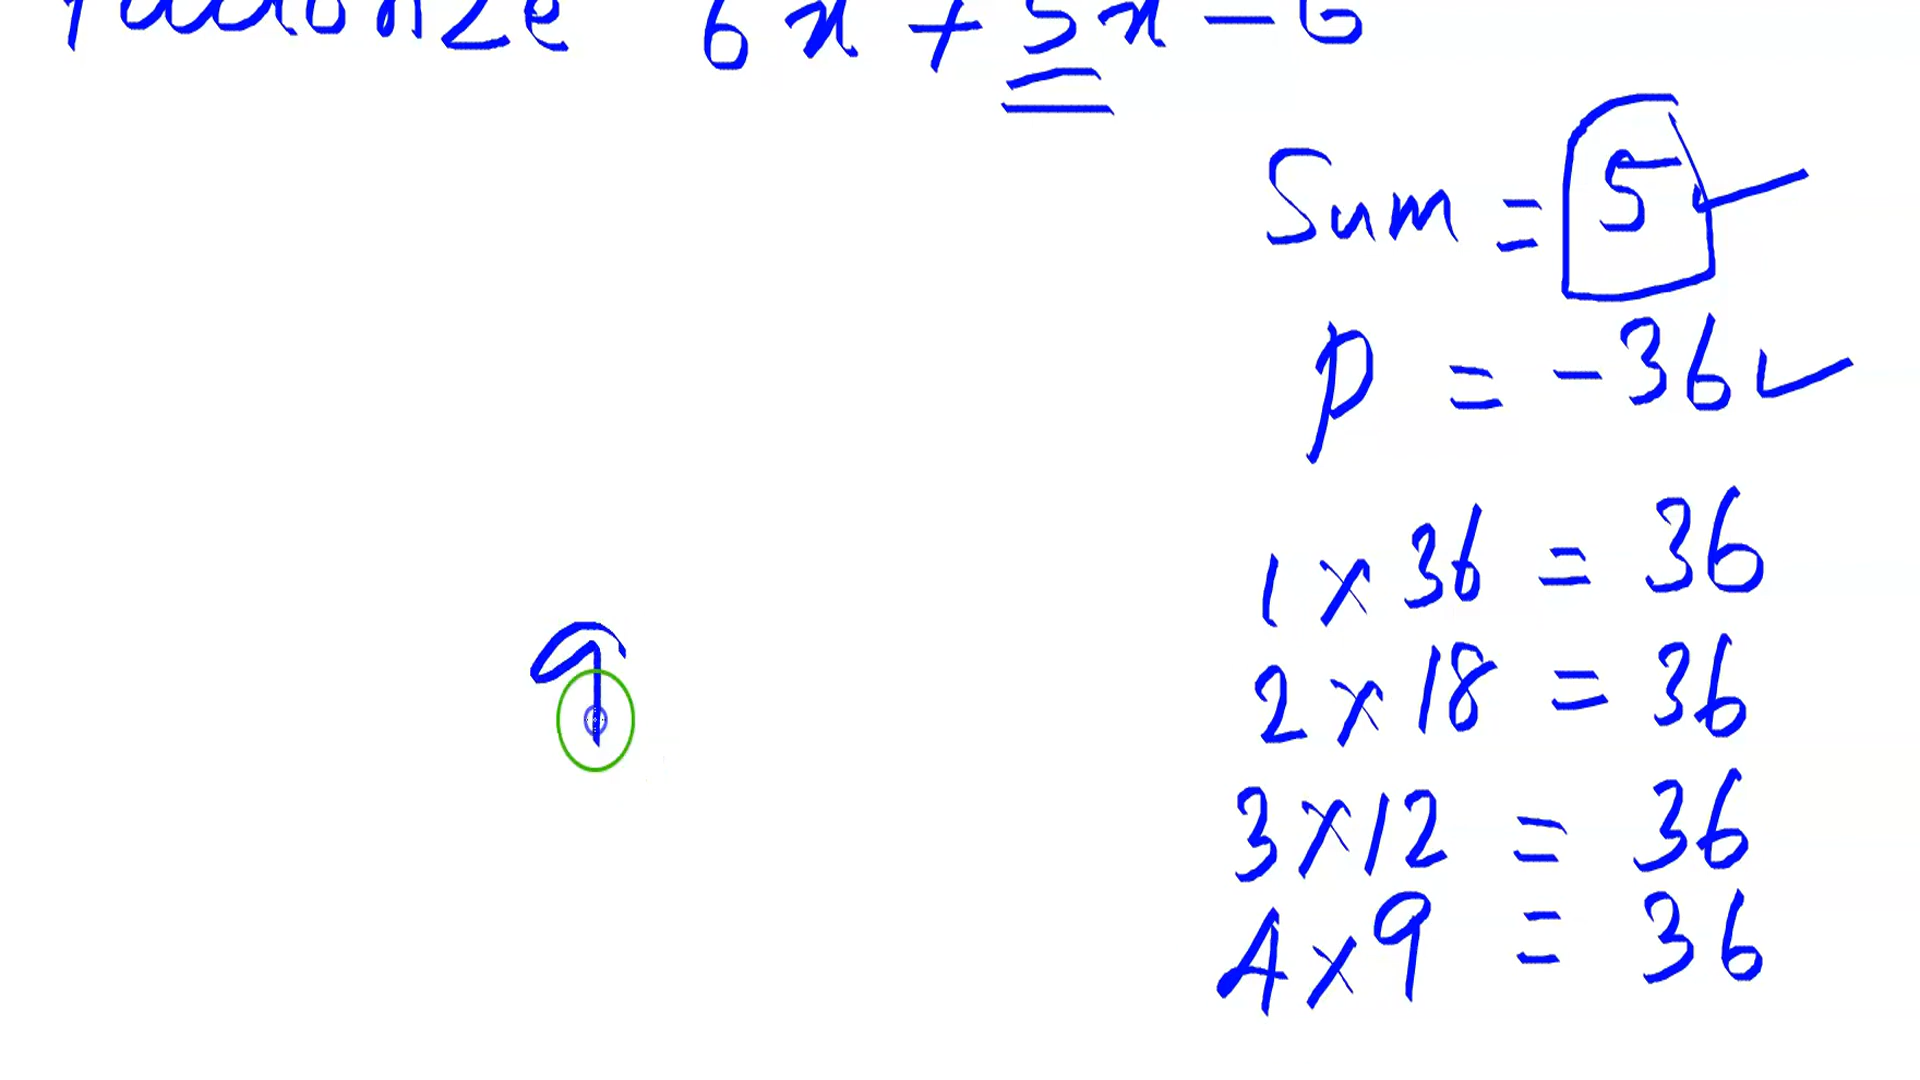 Factorize 6x + 5x - 6
Sum = 5
P = -36
1 x 36 = 36
2 x 18 = 36
3 x 12 = 36
9
4 x 9 = 36